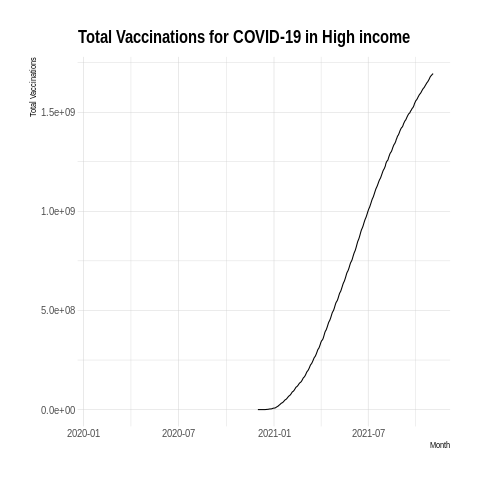 Total Vaccinations for COVID-19 in High income
Total Vaccinations
1.5e+09
1.0e+09
5.0e+08
0.0e+00
2020-01 2020-07 2021-01 2021-07
Month